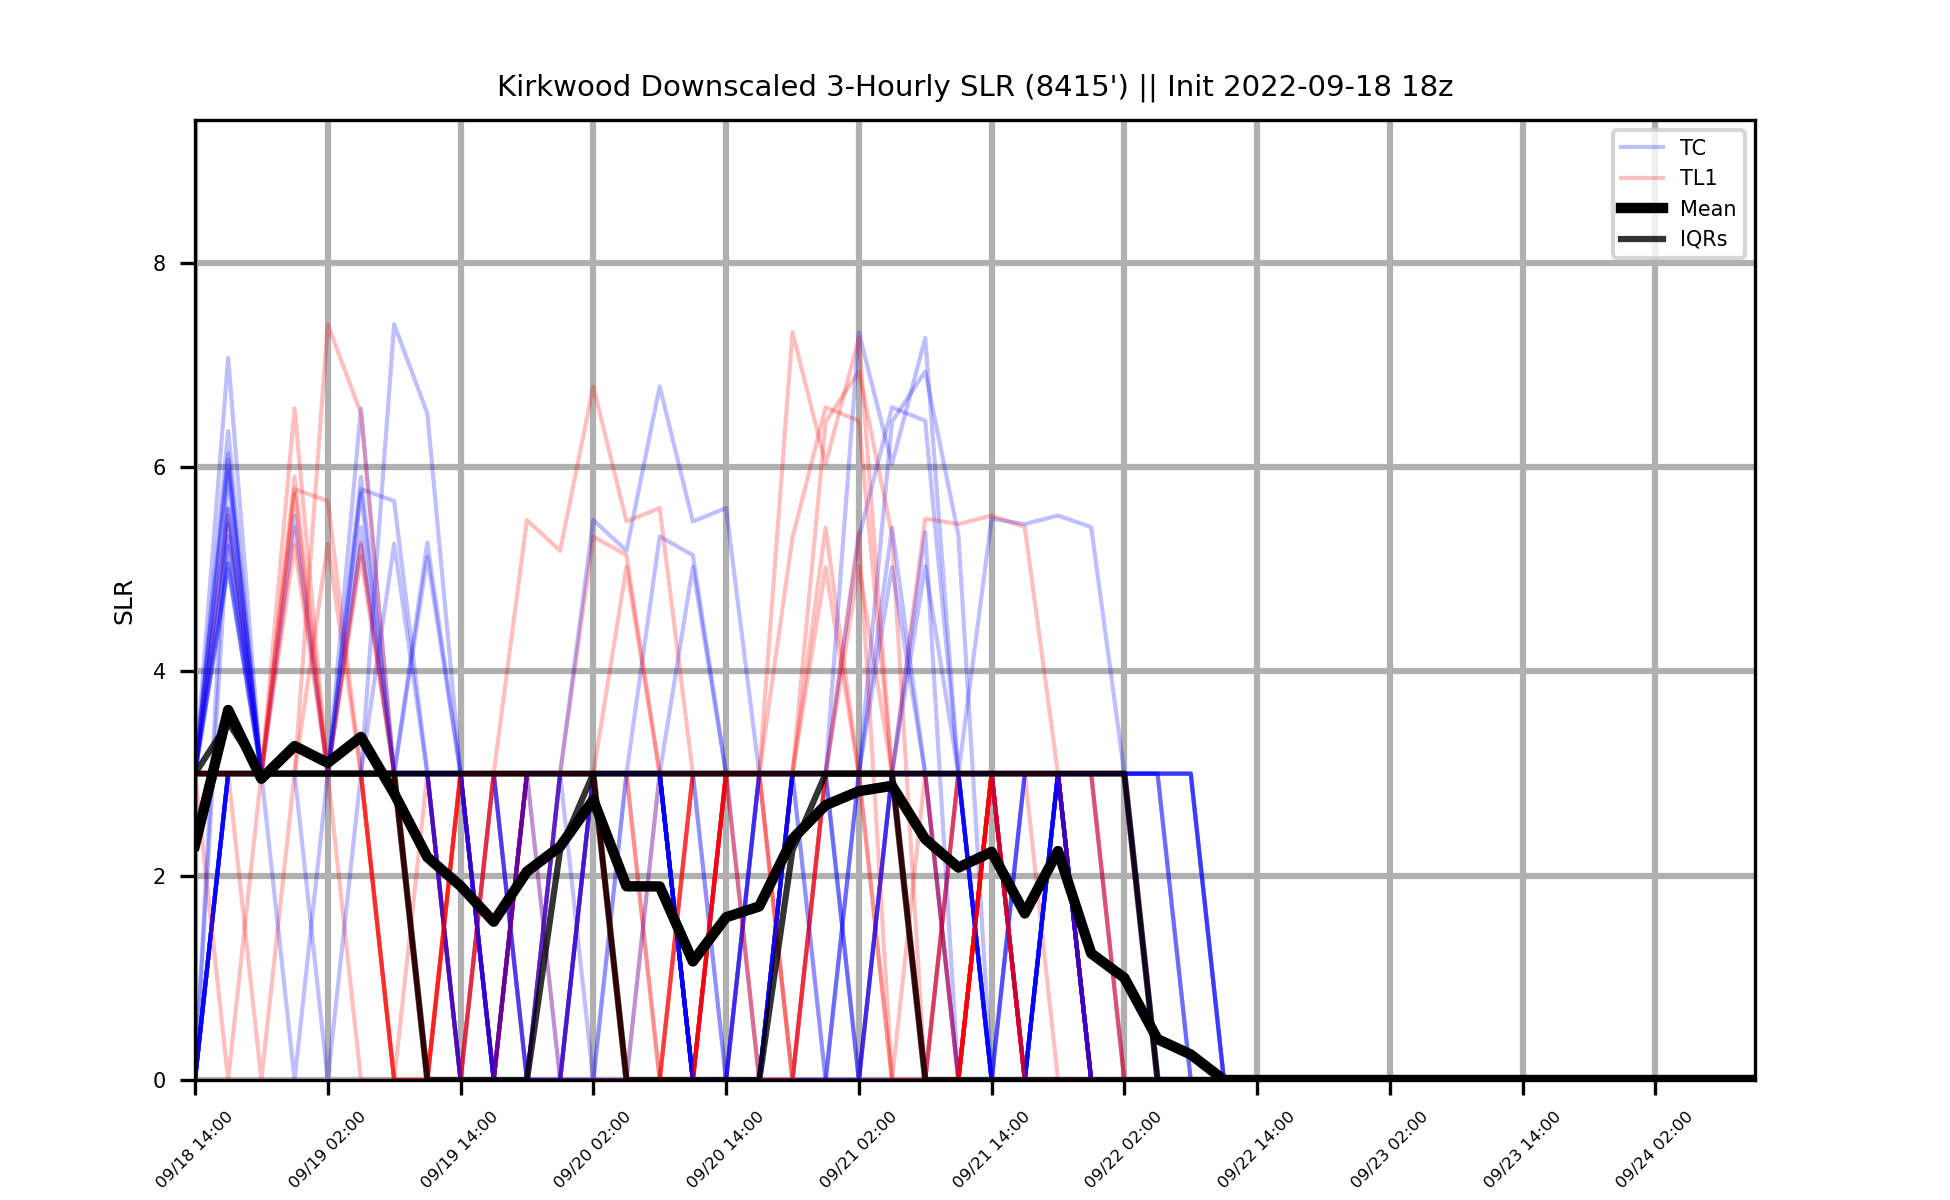 Kirkwood Downscaled 3-Hourly SLR (8415') || Init 2022-09-18 18z
TC
TL1
Mean
IQRs
SLR
8
6
4
2
0
09/18 14:00
09/19 02:00
09/19 14:00
09/20 02:00
09/20 14:00
09/21 02:00
09/21 14:00
09/22 02:00
09/22 14:00
09/23 02:00
09/23 14:00
09/24 02:00